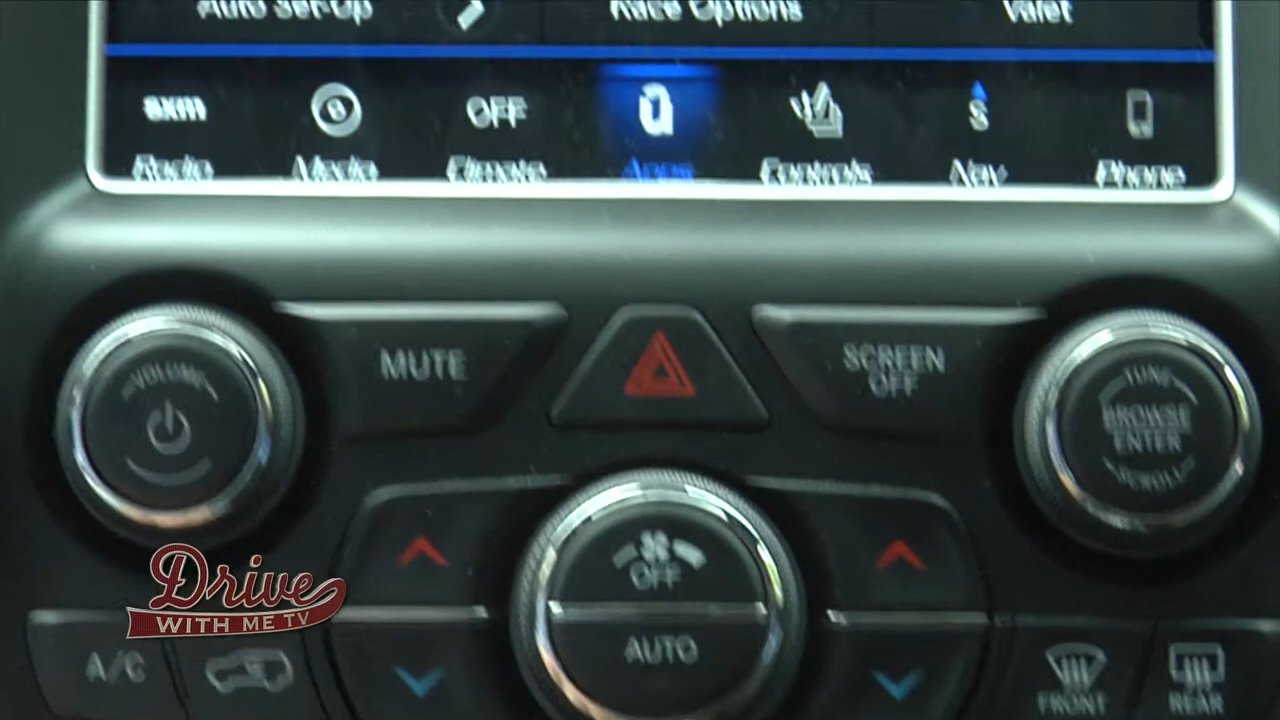 Auto Set-Up Race Options Valet
sxm OFF S
Radio Media Climate Apps Controls Nav Phone
VOLUME
MUTE
SCREEN
OFF
TUNE
BROWSE
ENTER
SCROLL
OFF
AUTO
Drive
WITH ME TV
A/C
FRONT
REAR